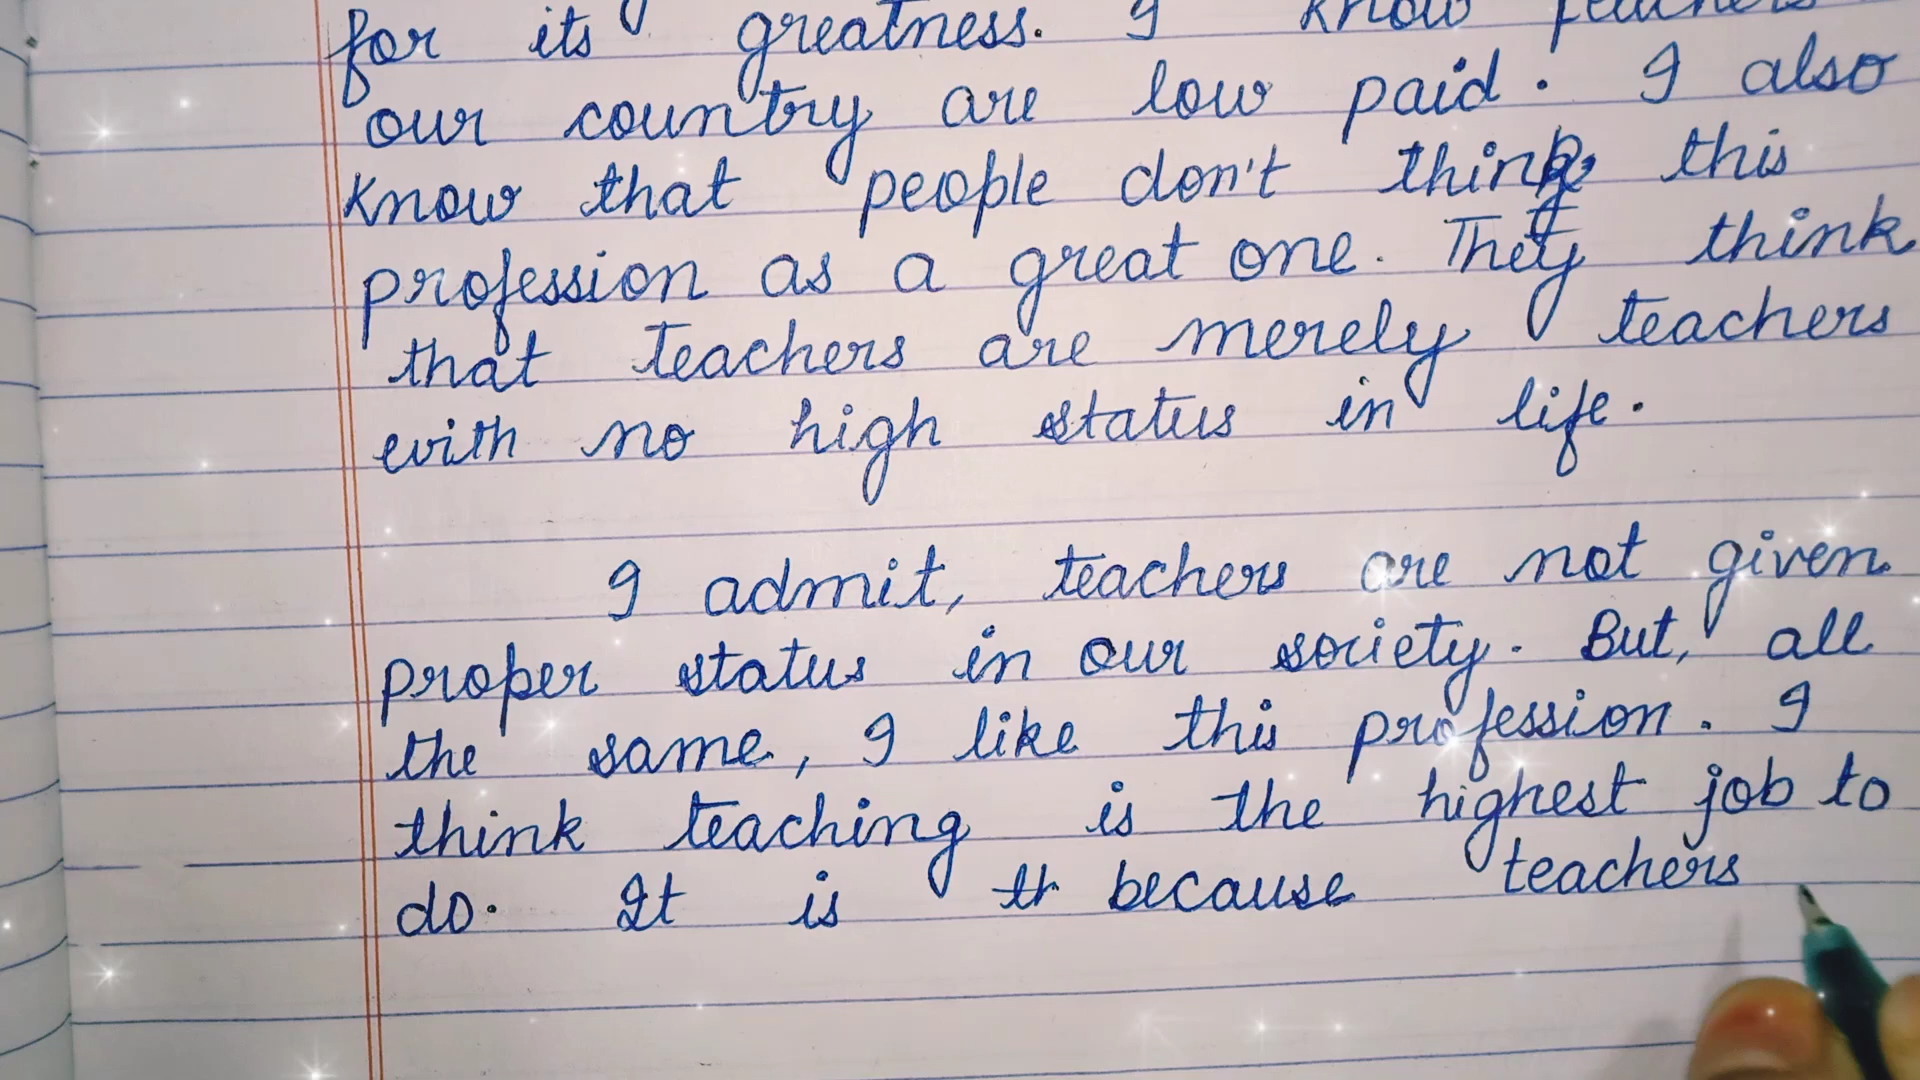 for its greatness. I know teachers
our country are low paid. I also
know that people don't think this
profession as a great one. They think
that teachers are merely teachers
with no high status in life.
I admit, teachers are not given
proper status in our society. But, all
the same, I like this profession. I
think teaching is the highest job to
do. It is th because teachers